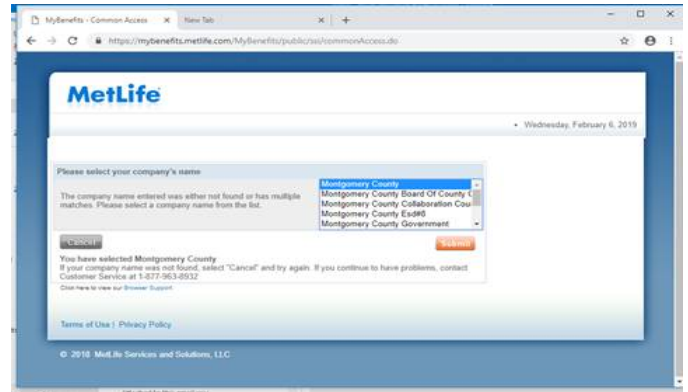 MyBenefits - Common Access
New Tab
https://mybenefits.metlife.com/MyBenefits/public/ssi/commonAccess.do
MetLife
• Wednesday, February 6, 2019
Please select your company's name
The company name entered was either not found or has multiple
matches. Please select a company name from the list.
Montgomery County
Montgomery County Board Of County C
Montgomery County Collaboration Cou
Montgomery County Esd#8
Montgomery County Government
Cancel
Submit
You have selected Montgomery County
If your company name was not found, select "Cancel" and try again. If you continue to have problems, contact
Customer Service at 1-877-963-8932
Click here to view our Browser Support
Terms of Use | Privacy Policy
© 2018 MetLife Services and Solutions, LLC